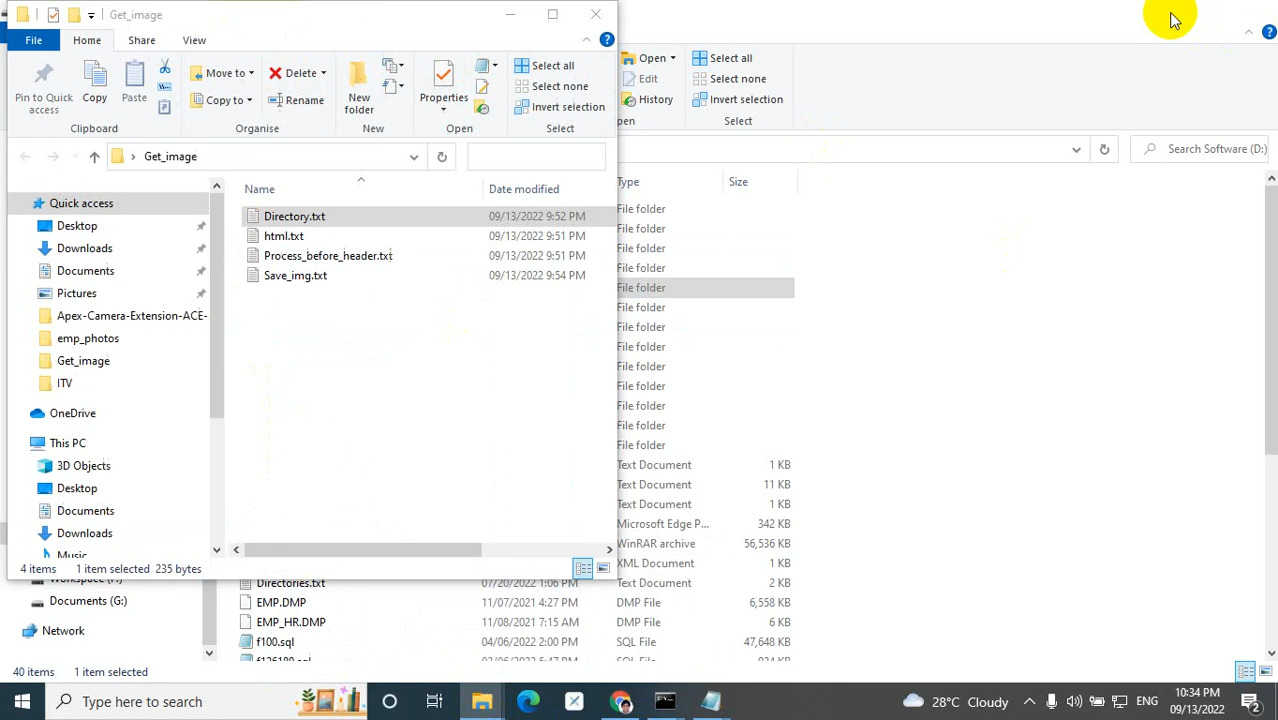 Get_image
File Home Share View
Pin to Quick access
Copy
Paste
Clipboard
Move to
Copy to
Delete
Rename
Organise
New folder
New
Properties
Open
Select all
Select none
Invert selection
Select
Open
Edit
History
Select all
Select none
Invert selection
Select
Get_image
Search Software (D:)
Name Date modified
Type Size
Quick access
Desktop
Downloads
Documents
Pictures
Apex-Camera-Extension-ACE-
emp_photos
Get_image
ITV
OneDrive
This PC
3D Objects
Desktop
Documents
Downloads
Music
Directory.txt 09/13/2022 9:52 PM
html.txt 09/13/2022 9:51 PM
Process_before_header.txt 09/13/2022 9:51 PM
Save_img.txt 09/13/2022 9:54 PM
File folder
File folder
File folder
File folder
File folder
File folder
File folder
File folder
File folder
File folder
File folder
File folder
File folder
Text Document 1 KB
Text Document 11 KB
Text Document 1 KB
Microsoft Edge P... 342 KB
WinRAR archive 56,536 KB
XML Document 1 KB
4 items 1 item selected 235 bytes
Directories.txt 07/20/2022 1:06 PM Text Document 2 KB
EMP.DMP 11/07/2021 4:27 PM DMP File 6,558 KB
EMP_HR.DMP 11/08/2021 7:15 AM DMP File 622 KB
f100.sql 04/06/2022 2:00 PM SQL File 47,648 KB
Documents (G:)
Network
40 items 1 item selected
Type here to search
28°C Cloudy
ENG
10:34 PM
09/13/2022
2